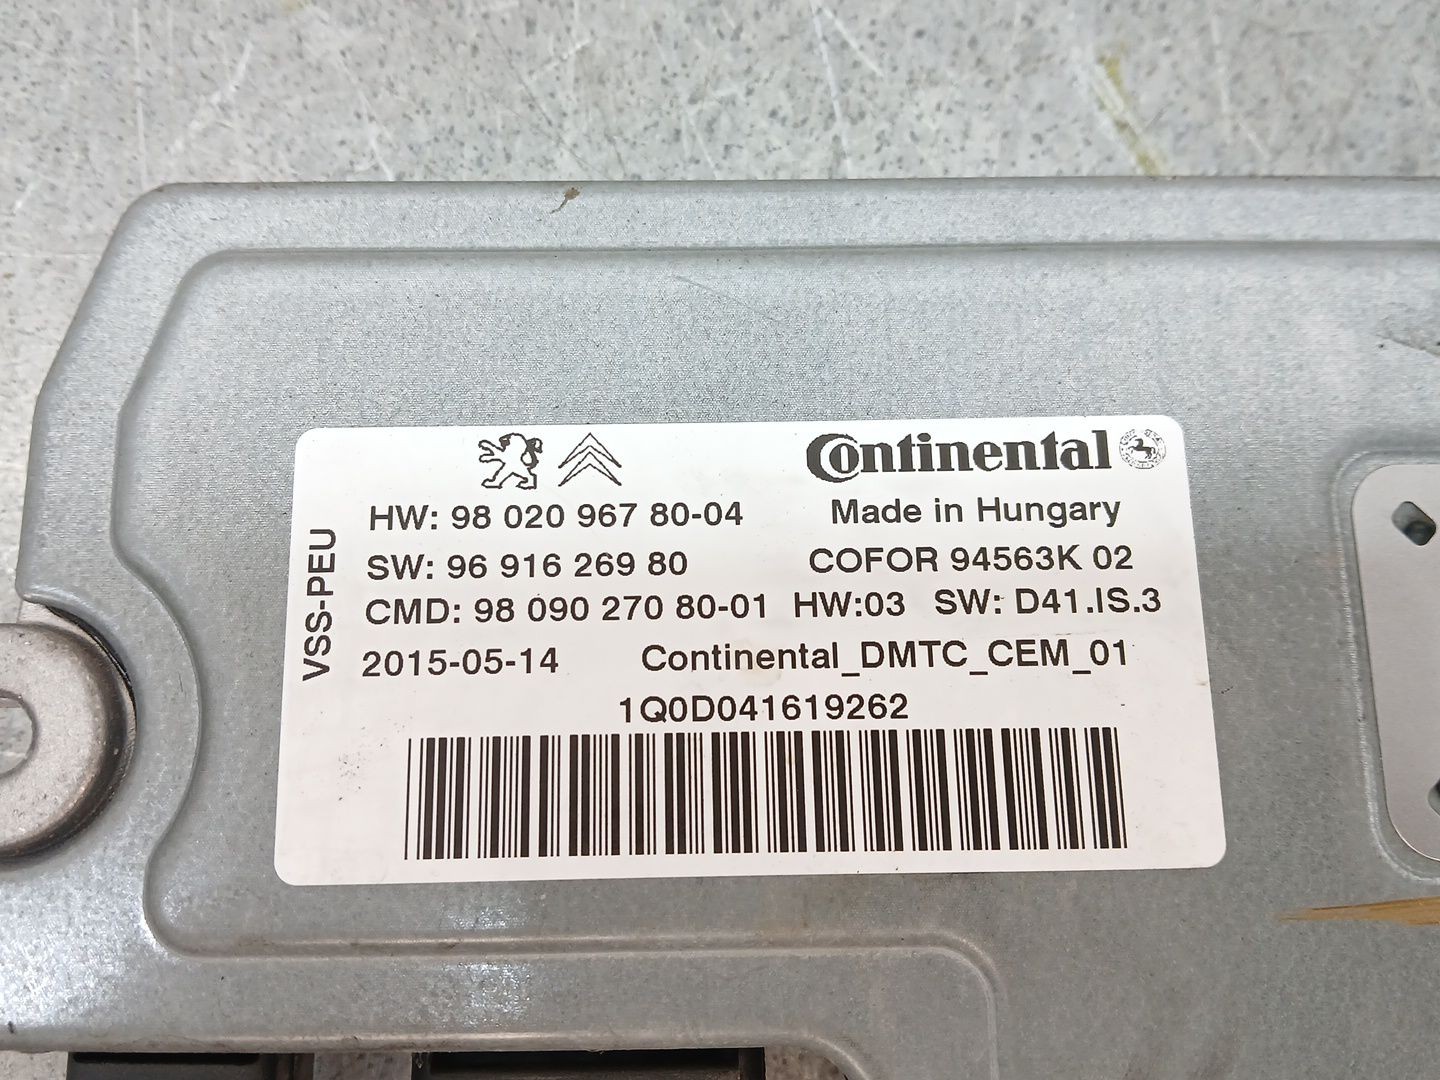 Continental
HW: 98 020 967 80-04 Made in Hungary
SW: 96 916 269 80 COFOR 94563K 02
CMD: 98 090 270 80-01 HW:03 SW: D41.IS.3
2015-05-14 Continental_DMTC_CEM_01
1Q0D041619262
VSS-PEU